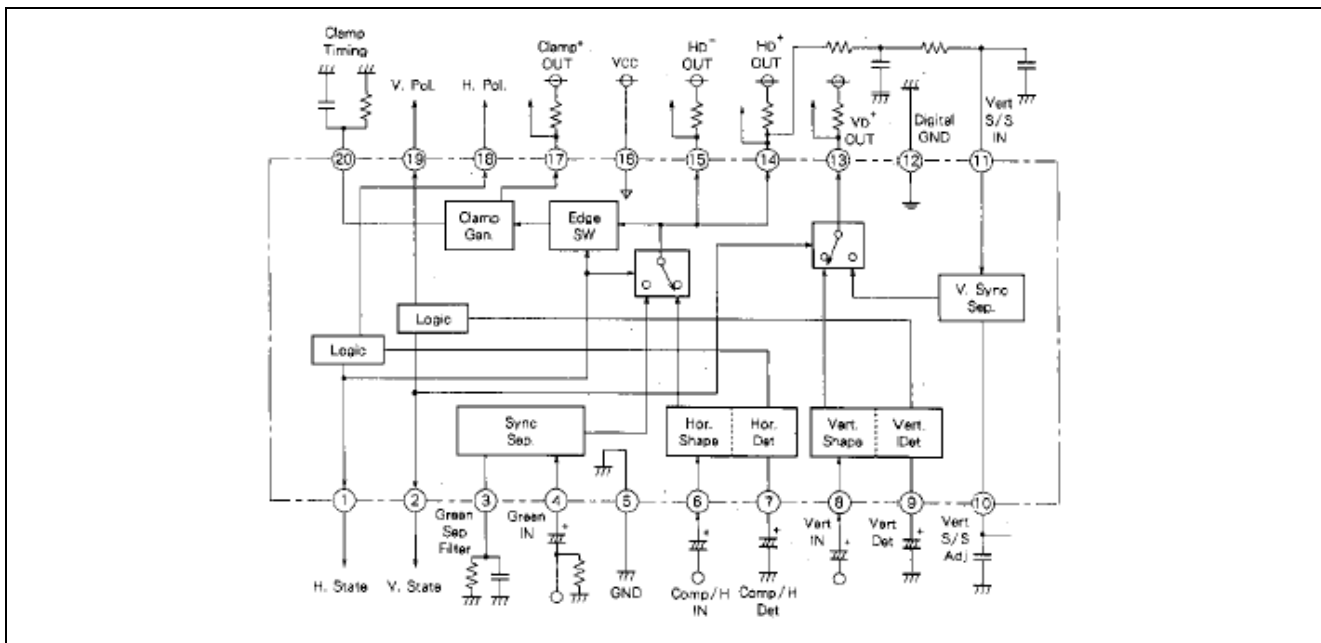 Clamp
Timing
V. Pol.
H. Pol.
Clamp+
OUT
VCC
HD-
OUT
HD+
OUT
VD+
OUT
Digital
GND
Vert
S/S
IN
20
19
18
17
16
15
14
13
12
11
Clamp
Gen.
Edge
SW
V. Sync
Sep.
Logic
Logic
Sync
Sep.
Hor.
Shape
Hor.
Det
Vert.
Shape
Vert.
Det
1
2
3
4
5
6
7
8
9
10
H. State
V. State
Green
Sep
Filter
Green
IN
GND
Comp/H
IN
Comp/H
Det
Vert
IN
Vert
Det
Vert
S/S
Adj